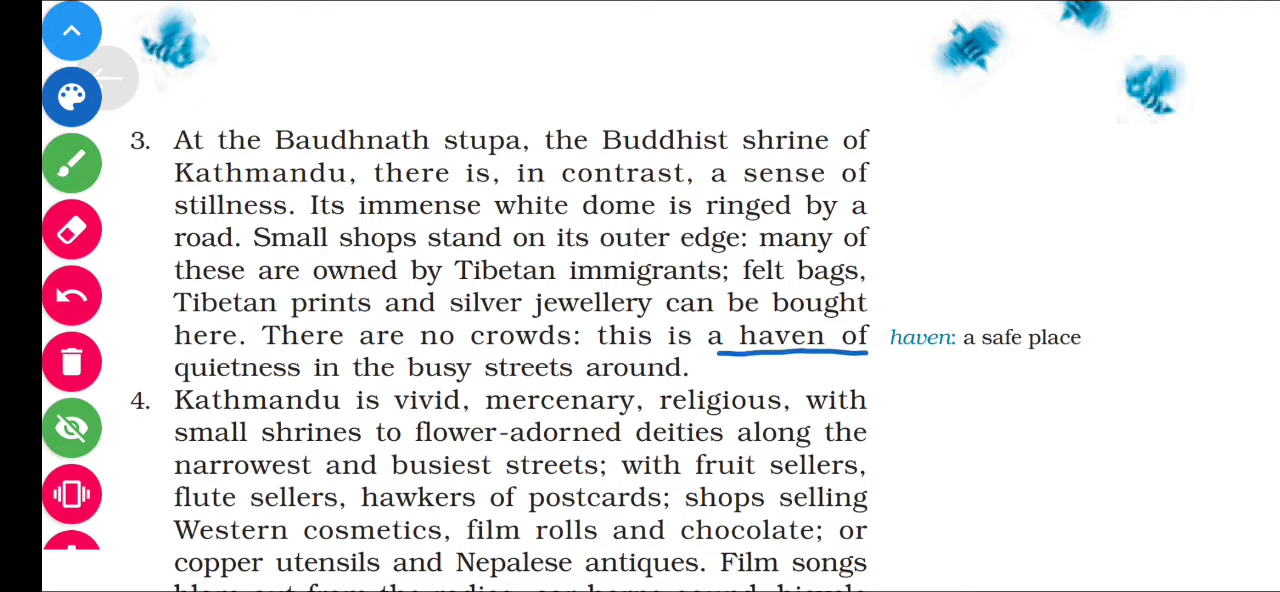 3. At the Baudhnath stupa, the Buddhist shrine of
Kathmandu, there is, in contrast, a sense of
stillness. Its immense white dome is ringed by a
road. Small shops stand on its outer edge: many of
these are owned by Tibetan immigrants; felt bags,
Tibetan prints and silver jewellery can be bought
here. There are no crowds: this is a haven of
haven: a safe place
quietness in the busy streets around.
4. Kathmandu is vivid, mercenary, religious, with
small shrines to flower-adorned deities along the
narrowest and busiest streets; with fruit sellers,
flute sellers, hawkers of postcards; shops selling
Western cosmetics, film rolls and chocolate; or
copper utensils and Nepalese antiques. Film songs